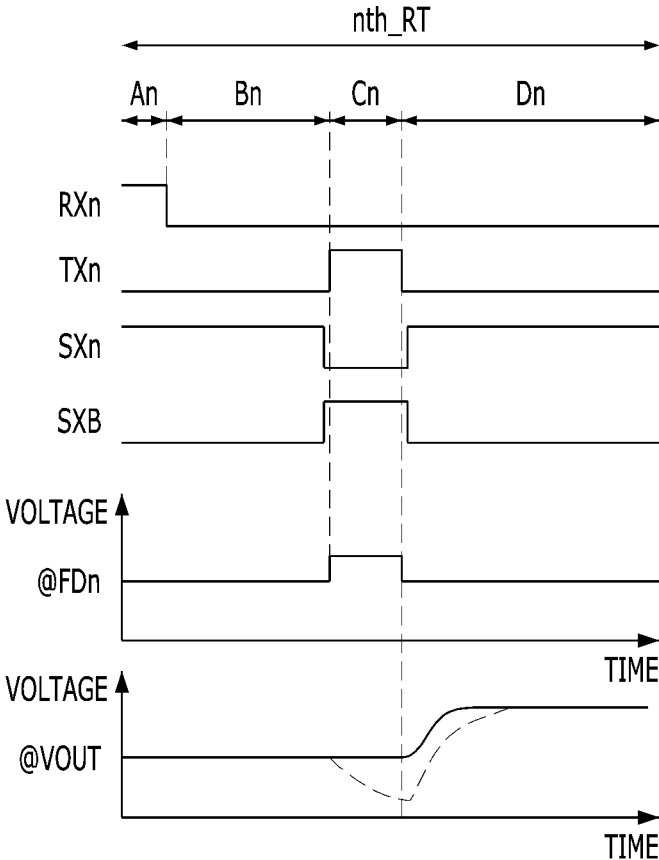 nth_RT
An Bn Cn Dn
RXn
TXn
SXn
SXB
VOLTAGE
@FDn
TIME
VOLTAGE
@VOUT
TIME